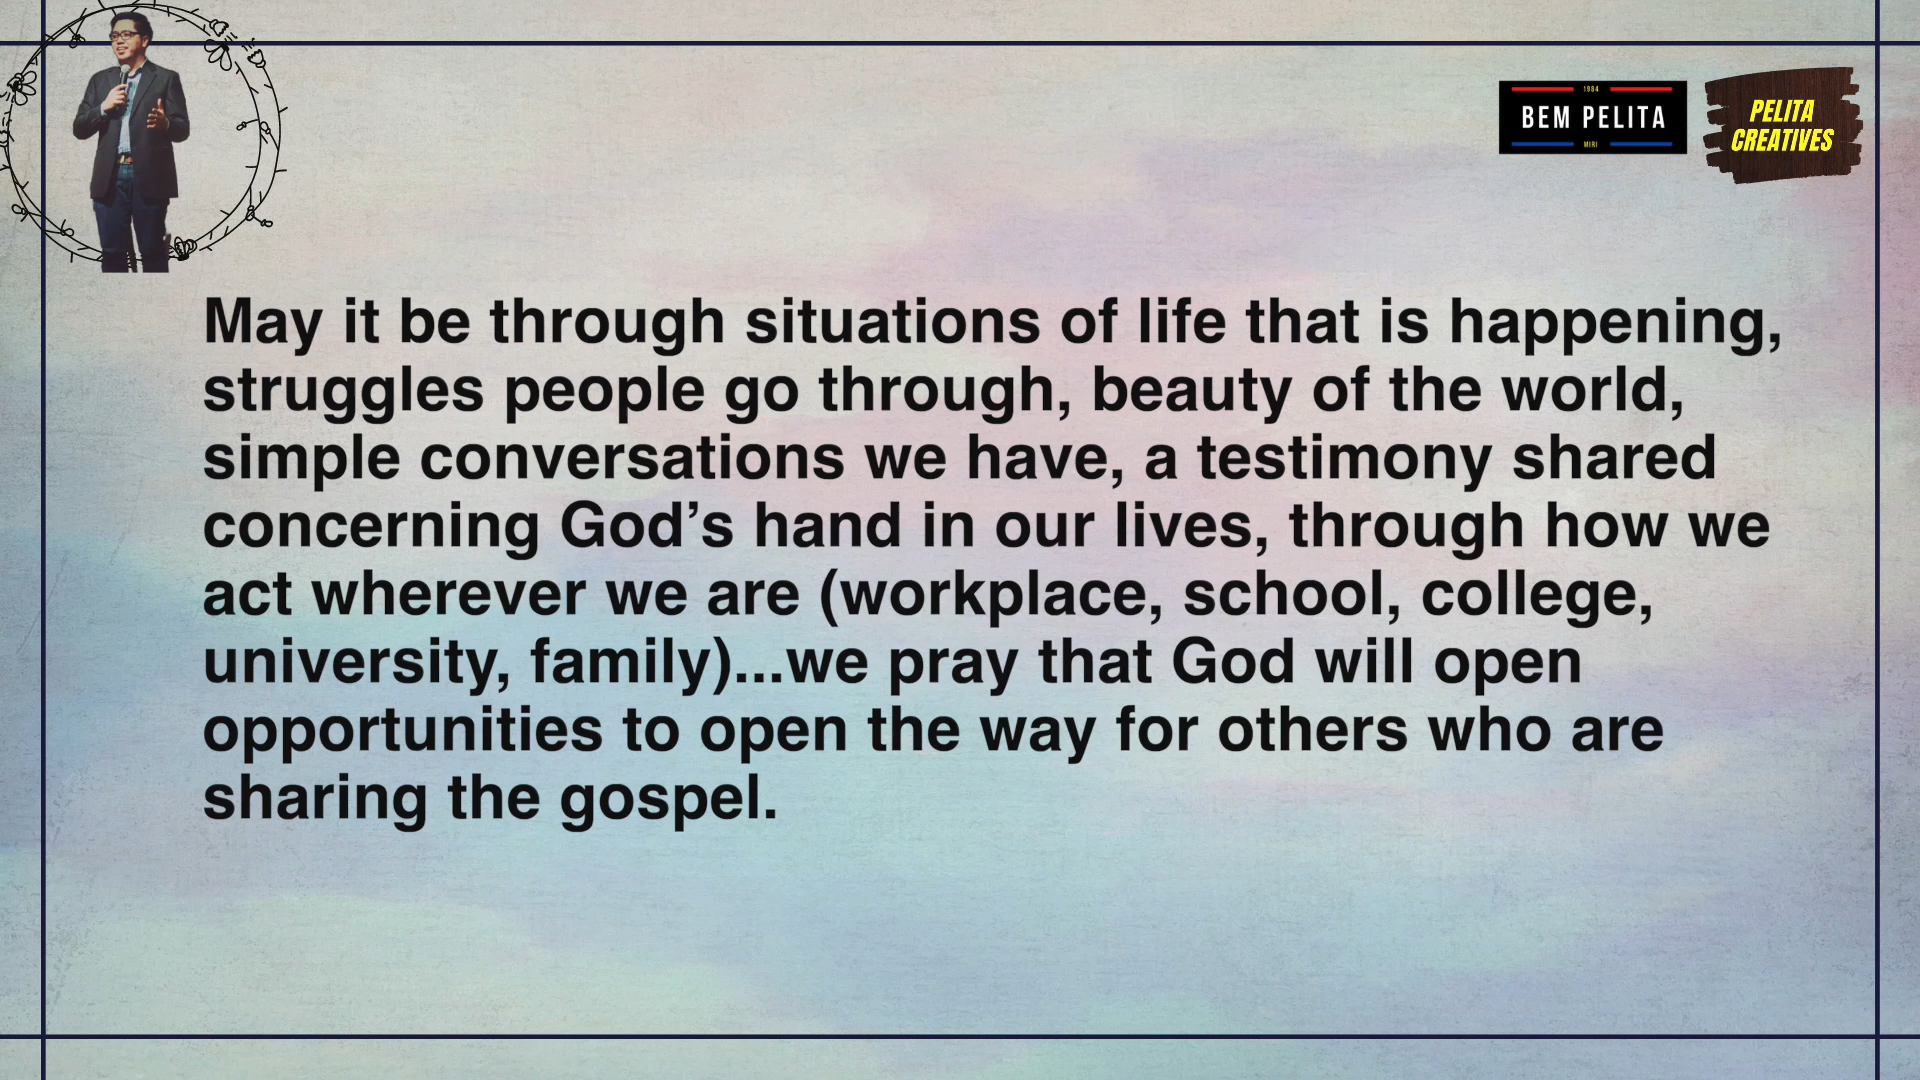 1984
BEM PELITA
MIRI
PELITA
CREATIVES
May it be through situations of life that is happening,
struggles people go through, beauty of the world,
simple conversations we have, a testimony shared
concerning God’s hand in our lives, through how we
act wherever we are (workplace, school, college,
university, family)...we pray that God will open
opportunities to open the way for others who are
sharing the gospel.